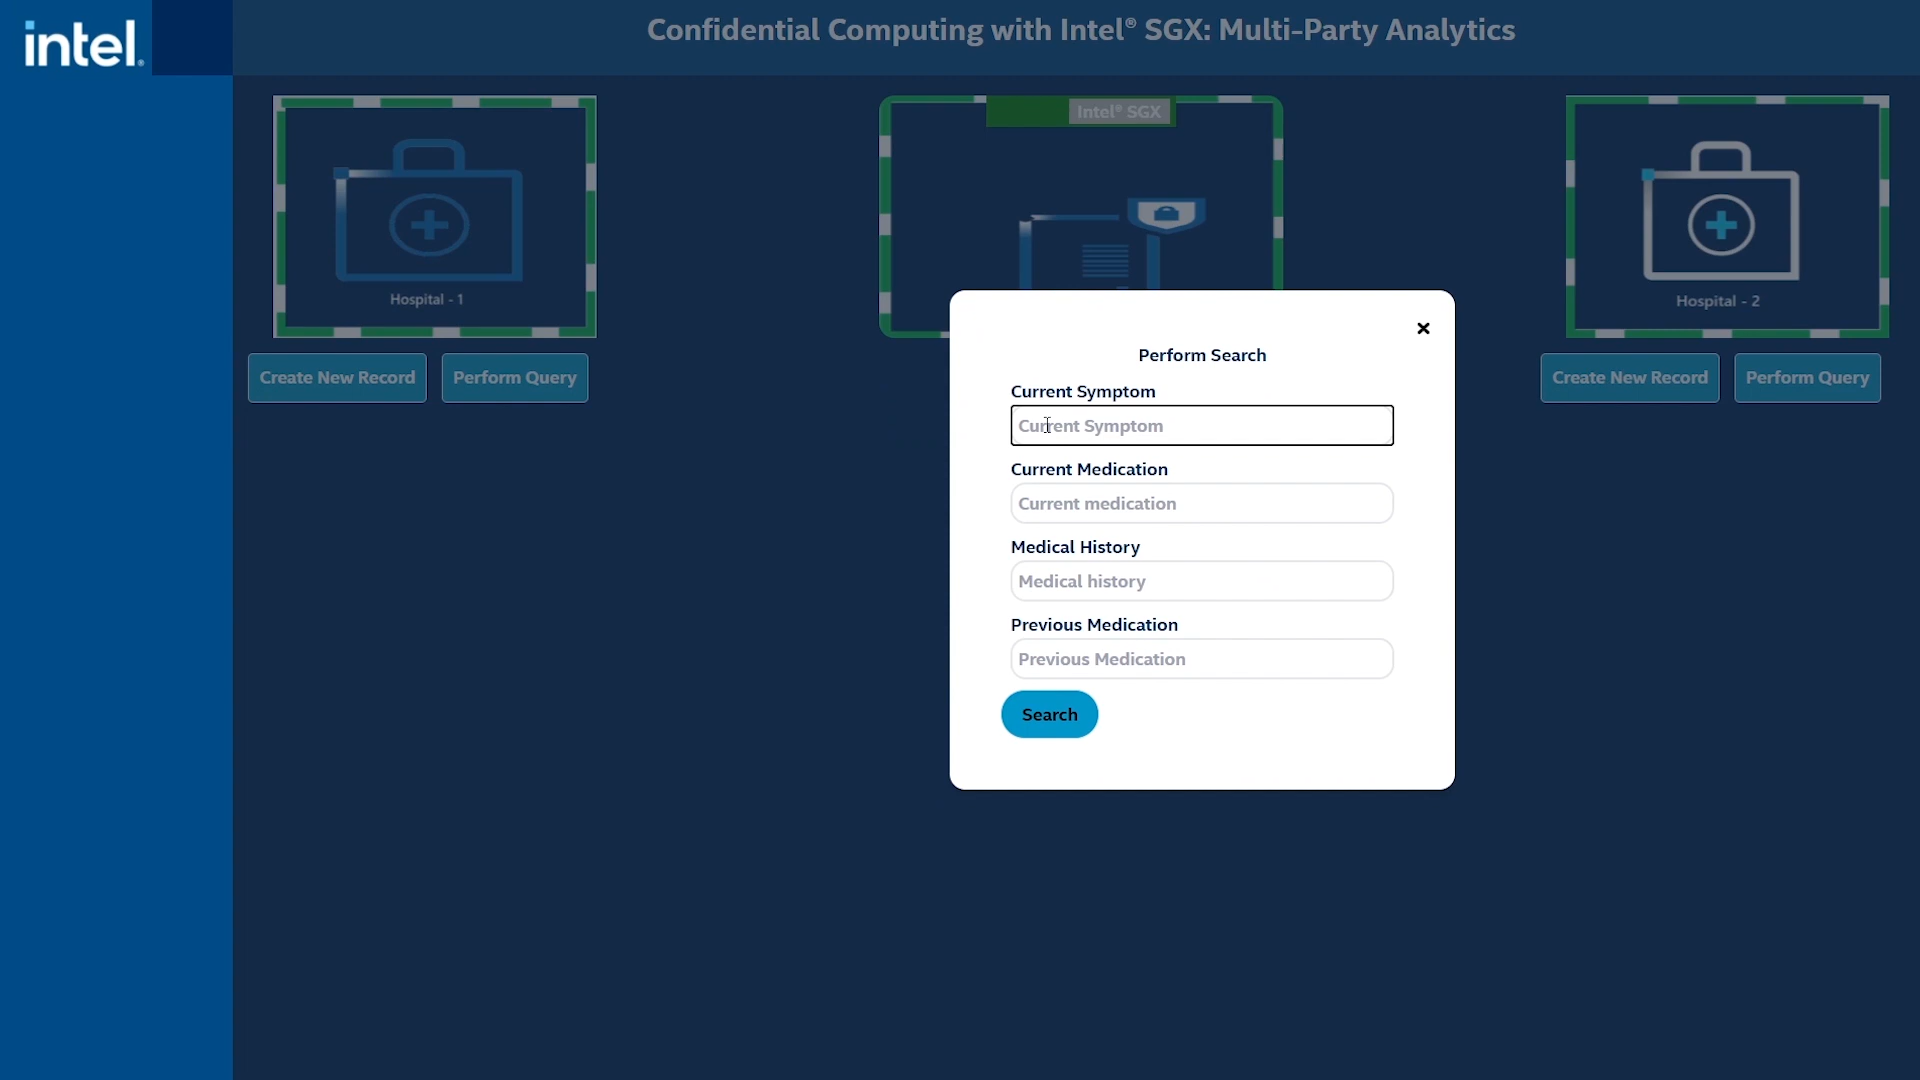 intel.
Confidential Computing with Intel® SGX: Multi-Party Analytics
Intel® SGX
Hospital - 1
Hospital - 2
Create New Record
Perform Query
Create New Record
Perform Query
Perform Search
Current Symptom
Current Symptom
Current Medication
Current medication
Medical History
Medical history
Previous Medication
Previous Medication
Search